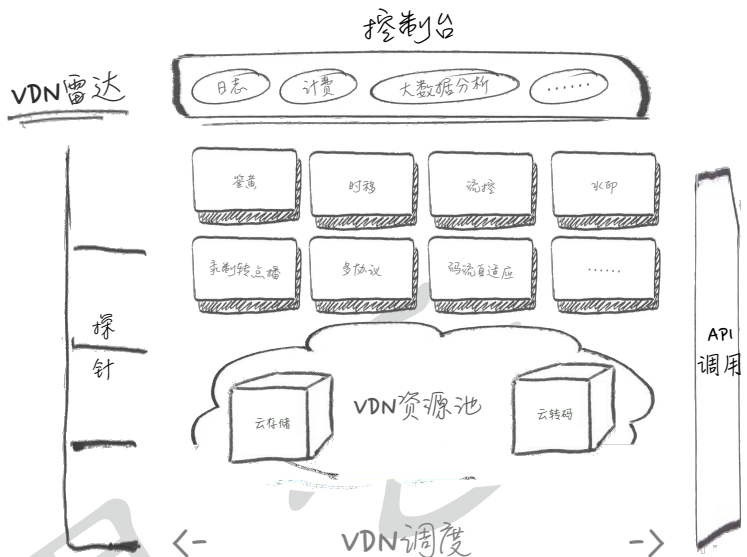 控制台
VDN雷达
日志 计费 大数据分析 ......
鉴黄 时移 流控 水印
录制转点播 多协议 码流自适应 ......
探
针
API
调用
VDN资源池
云存储 云转码
<- VDN调度 ->